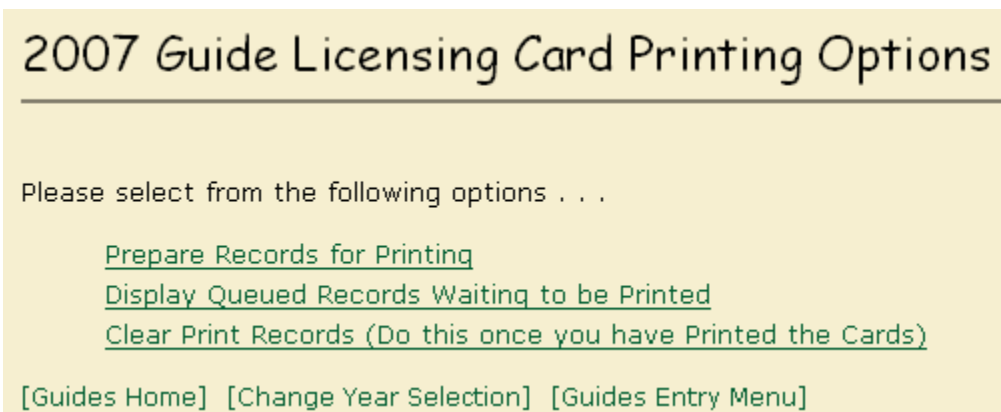 2007 Guide Licensing Card Printing Options
Please select from the following options . . .
Prepare Records for Printing
Display Queued Records Waiting to be Printed
Clear Print Records (Do this once you have Printed the Cards)
[Guides Home] [Change Year Selection] [Guides Entry Menu]